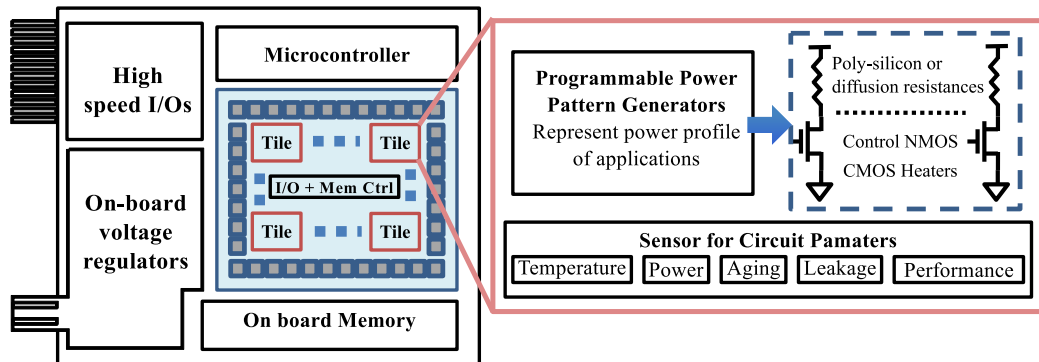 High
speed I/Os
Microcontroller
Tile
Tile
I/O + Mem Ctrl
Tile
Tile
On-board
voltage
regulators
On board Memory
Programmable Power
Pattern Generators
Represent power profile
of applications
Poly-silicon or
diffusion resistances
Control NMOS
CMOS Heaters
Sensor for Circuit Pamaters
Temperature
Power
Aging
Leakage
Performance